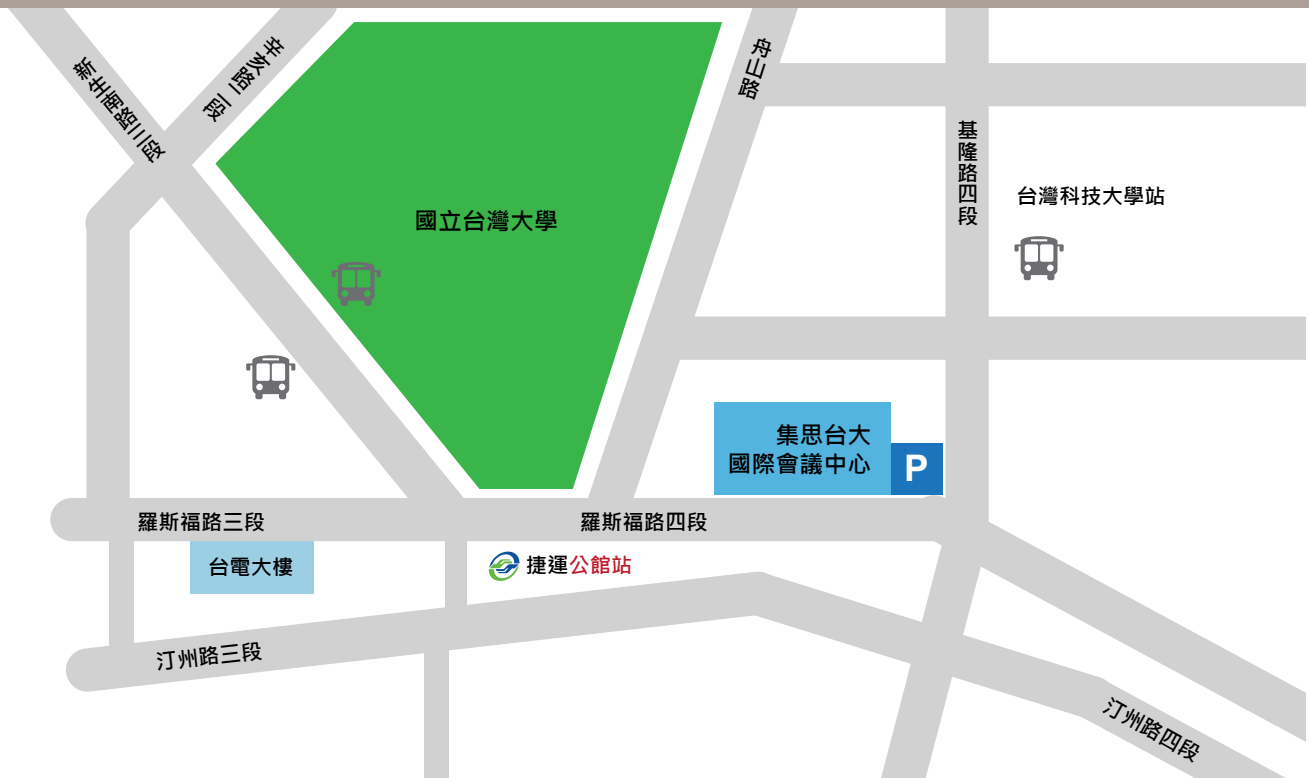 新生南路三段
辛亥路二段
舟山路
基隆路四段
台灣科技大學站
國立台灣大學
集思台大
國際會議中心
P
羅斯福路三段
羅斯福路四段
台電大樓
捷運公館站
汀州路三段
汀州路四段